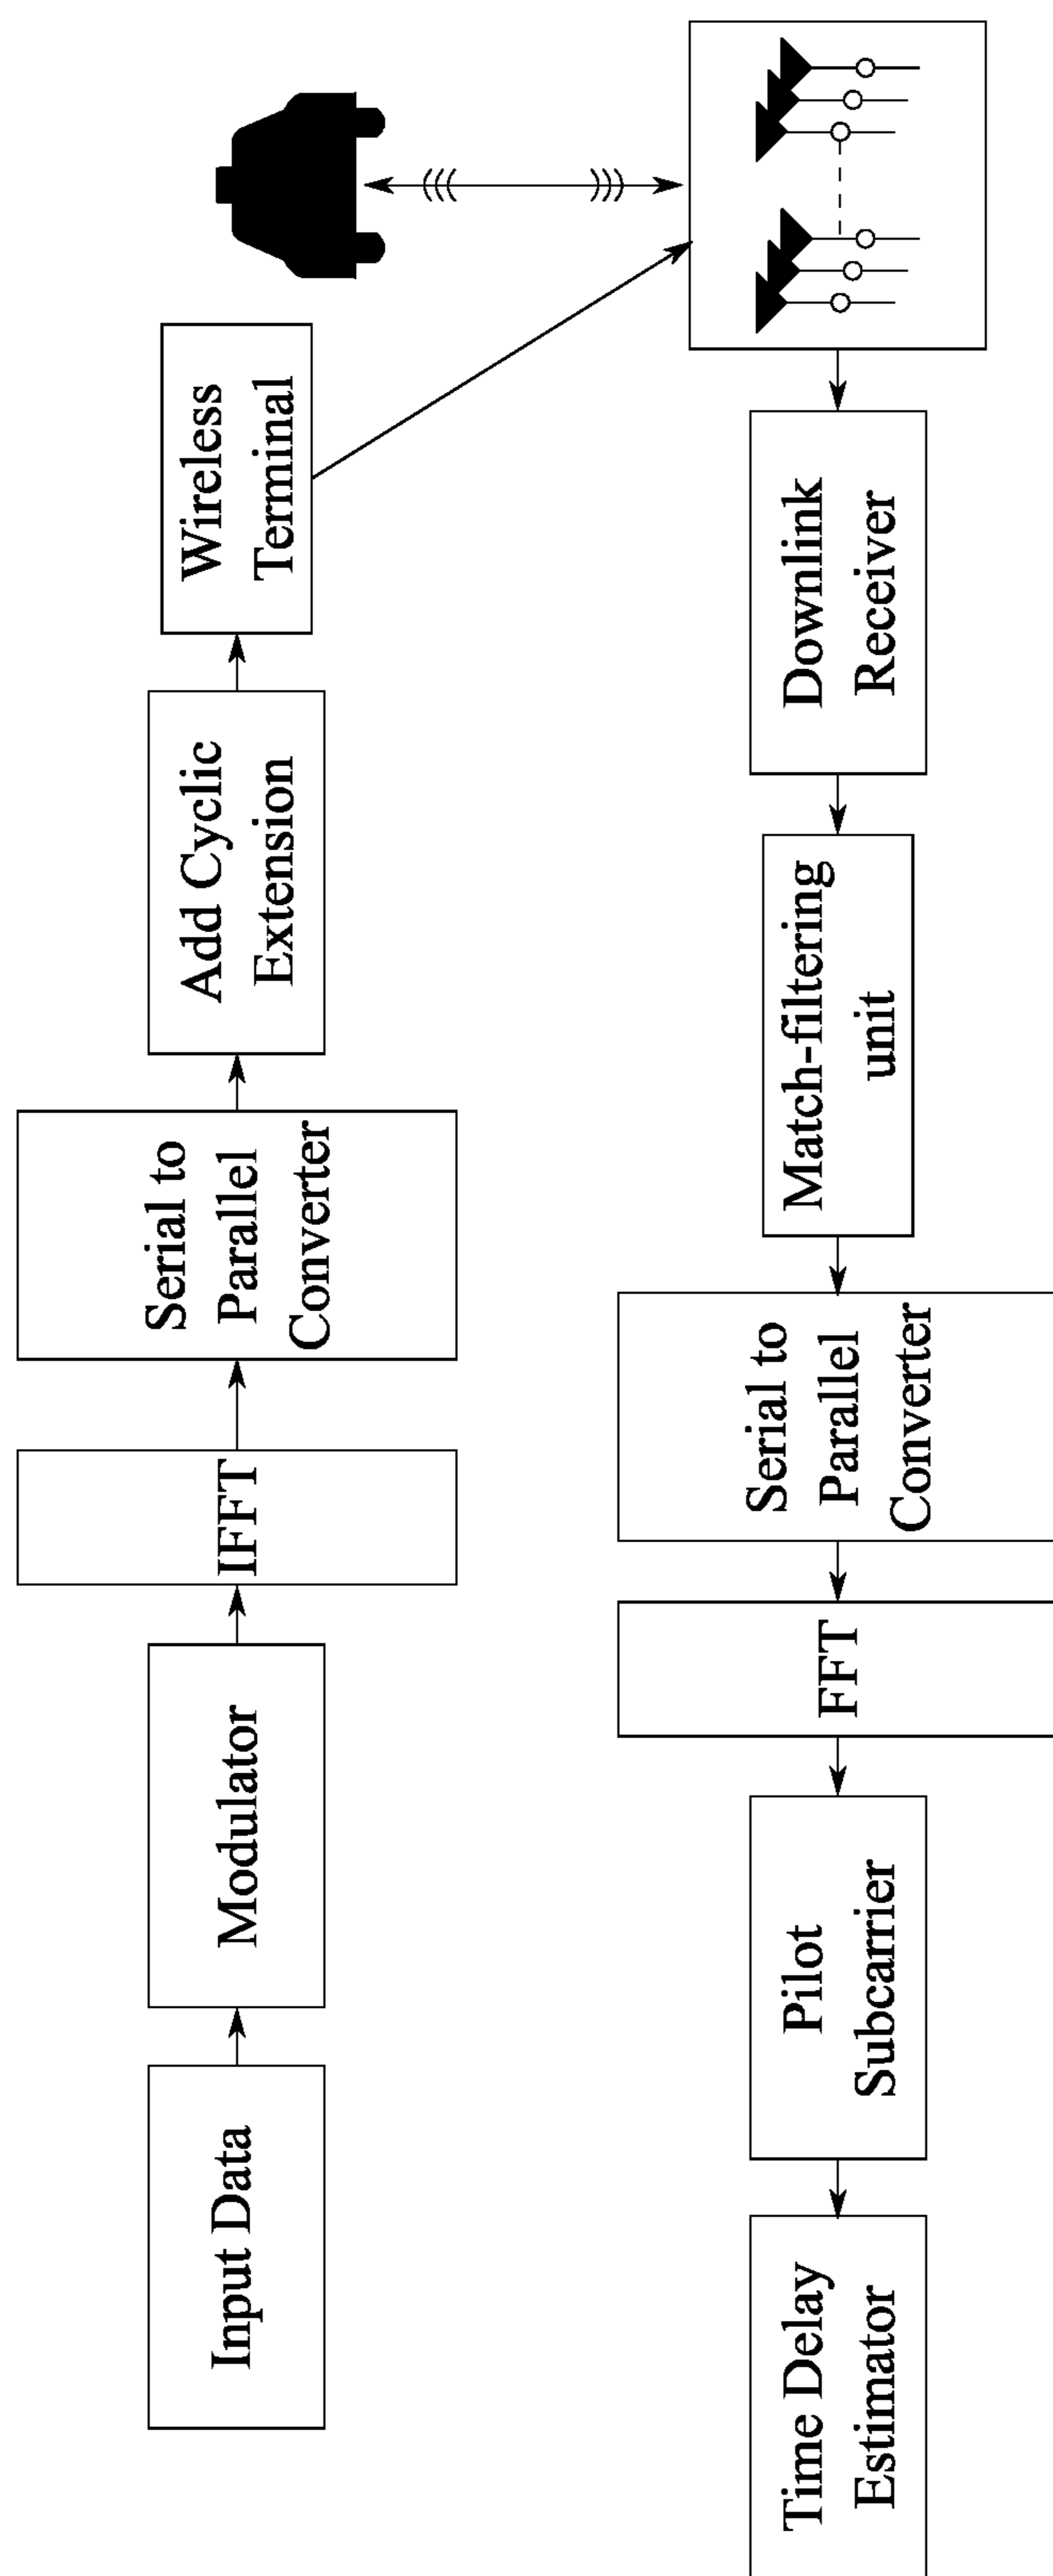 Input Data
Modulator
IFFT
Serial to
Parallel
Converter
Add Cyclic
Extension
Wireless
Terminal
Downlink
Receiver
Match-filtering
unit
Serial to
Parallel
Converter
FFT
Pilot
Subcarrier
Time Delay
Estimator